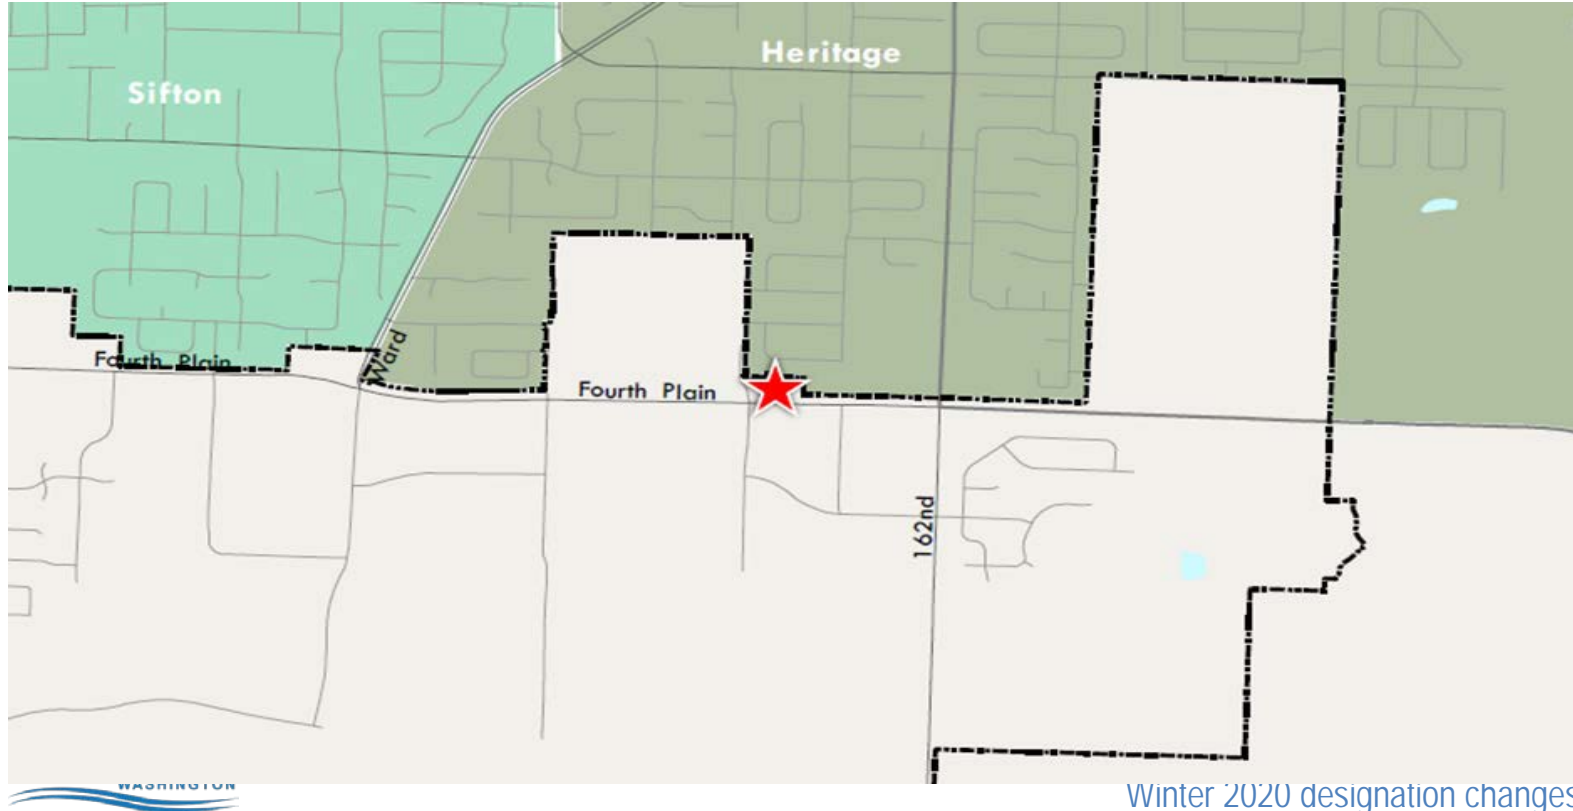 Heritage
Sifton
Ward
Fourth Plain
Fourth Plain
162nd
WASHINGTON
Winter 2020 designation changes